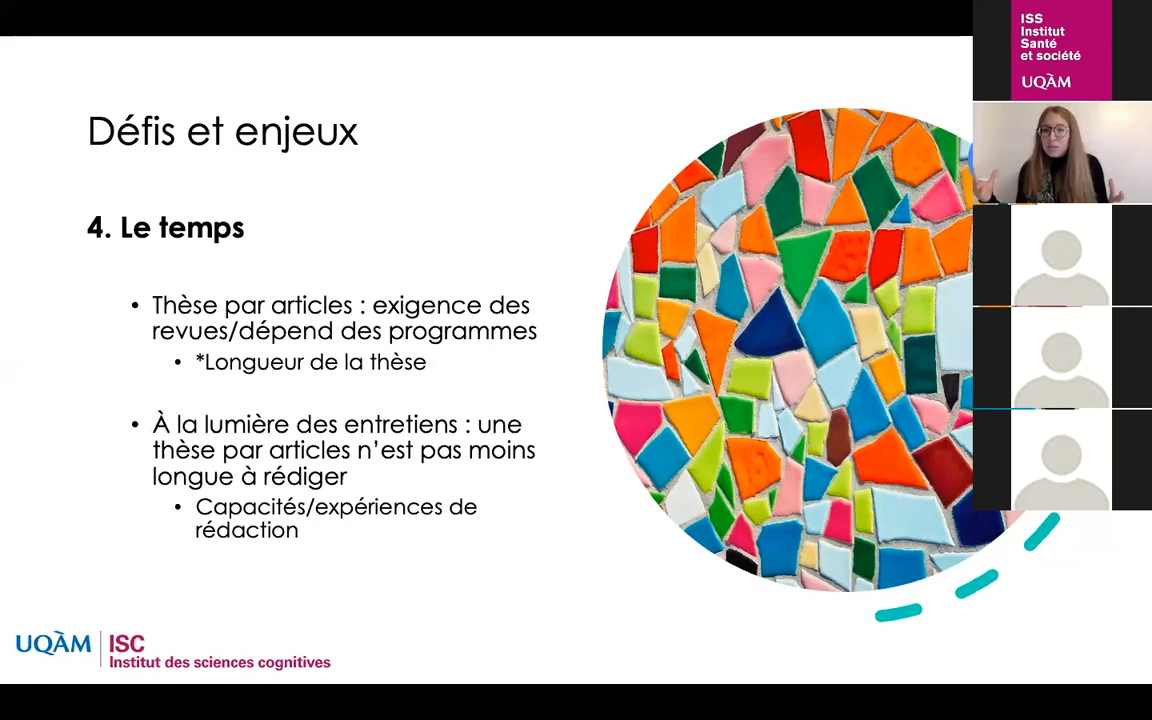 Défis et enjeux
4. Le temps
• Thèse par articles : exigence des
revues/dépend des programmes
• *Longueur de la thèse
• À la lumière des entretiens : une
thèse par articles n’est pas moins
longue à rédiger
• Capacités/expériences de
rédaction
UQÀM
ISC
Institut des sciences cognitives
ISS
Institut
Santé
et société
UQÀM